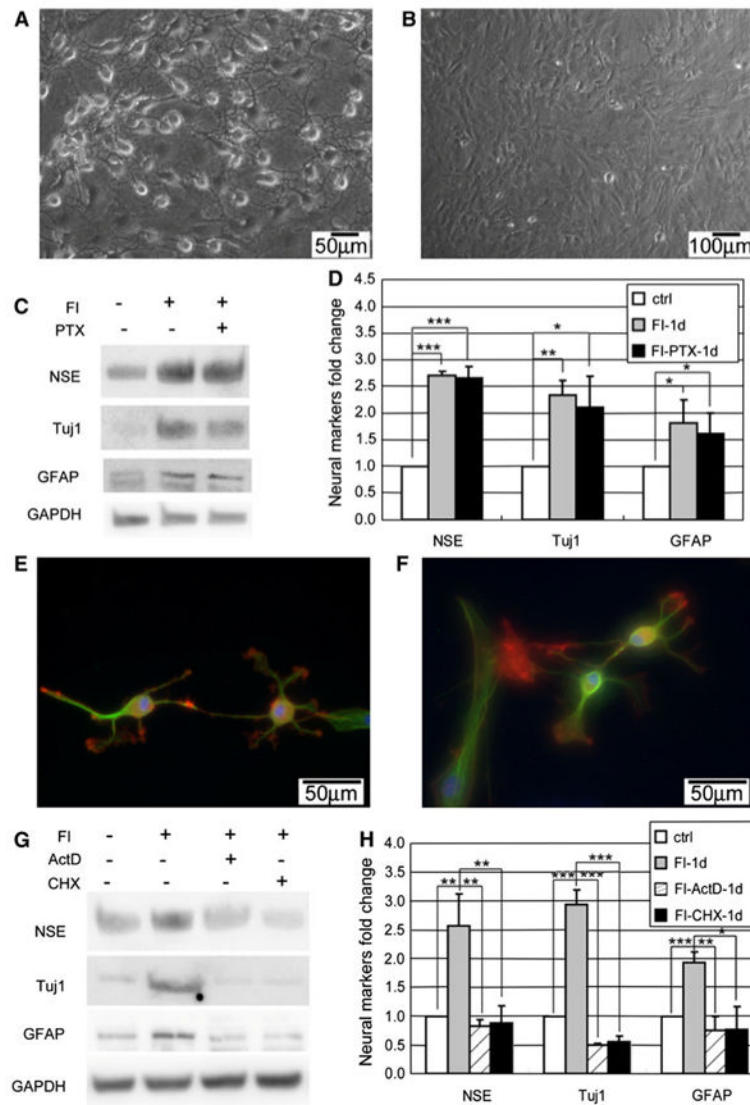 A
50μm
B
100μm
C
FI - + +
PTX - - +
NSE
Tuj1
GFAP
GAPDH
D
Neural markers fold change
4.5
4.0
3.5
3.0
2.5
2.0
1.5
1.0
0.5
0.0
ctrl
FI-1d
FI-PTX-1d
***
***
*
**
*
*
NSE Tuj1 GFAP
E
50μm
F
50μm
G
FI - + + +
ActD - - + -
CHX - - - +
NSE
Tuj1
GFAP
GAPDH
H
Neural markers fold change
4.0
3.5
3.0
2.5
2.0
1.5
1.0
0.5
0.0
ctrl
FI-1d
FI-ActD-1d
FI-CHX-1d
**
** **
***
*** ***
*
*** **
NSE Tuj1 GFAP